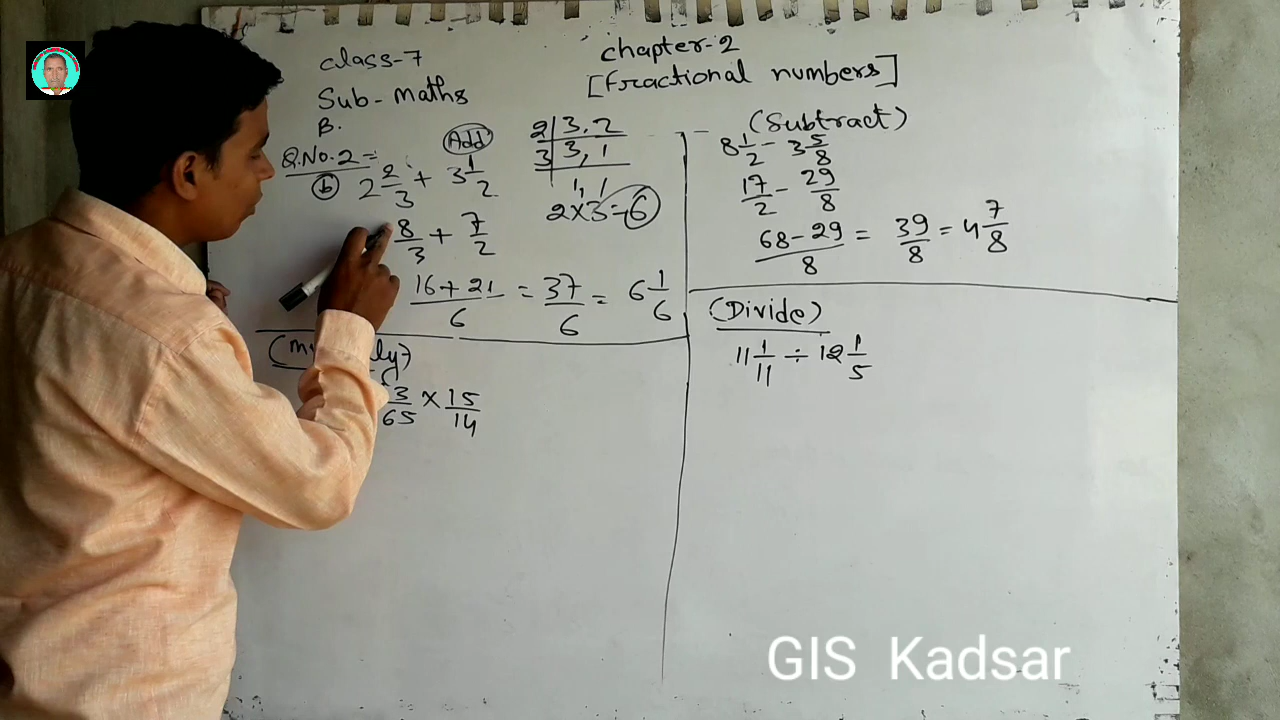 class-7
Sub-maths
B.
chapter-2
[Fractional numbers]
Q.No.2=
(b) 2 2/3 + 3 1/2
Add
8/3 + 7/2
16+21/6 = 37/6 = 6 1/6
2|3,2
3|3,1
1,1
2×3=6
(Subtract)
8 1/2 - 3 5/8
17/2 - 29/8
68-29/8 = 39/8 = 4 7/8
65 × 15/14
(Divide)
11 1/11 ÷ 12 1/5
GIS Kadsar